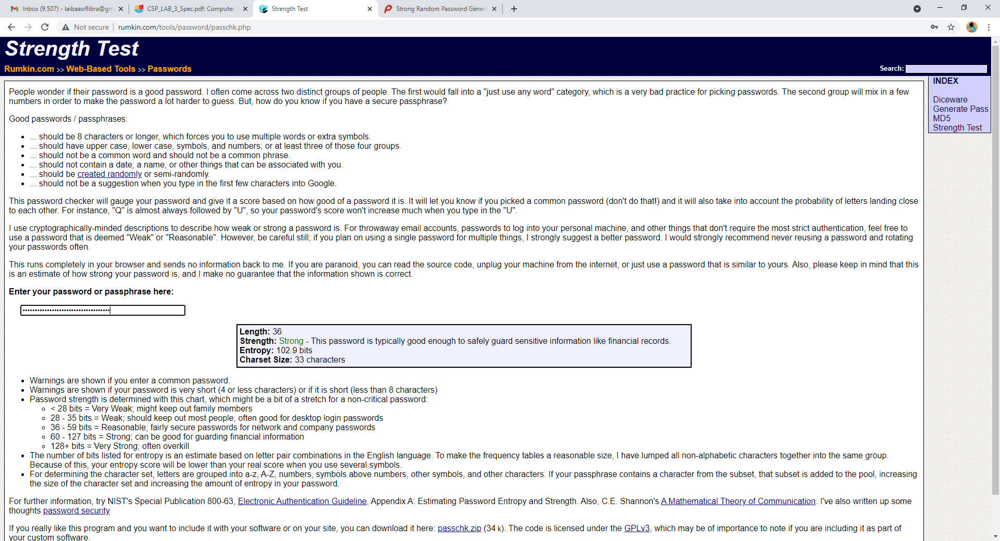 Inbox (9,507) - laibaasiflibra@gm
CSP_LAB_3_Spec.pdf: Computer S
Strength Test
Strong Random Password Genera
Not secure
rumkin.com/tools/password/passchk.php
Strength Test
Rumkin.com >> Web-Based Tools >> Passwords
Search:
INDEX
Diceware
Generate Pass
MD5
Strength Test
People wonder if their password is a good password. I often come across two distinct groups of people. The first would fall into a "just use any word" category, which is a very bad practice for picking passwords. The second group will mix in a few
numbers in order to make the password a lot harder to guess. But, how do you know if you have a secure passphrase?
Good passwords / passphrases:
... should be 8 characters or longer, which forces you to use multiple words or extra symbols.
... should have upper case, lower case, symbols, and numbers; or at least three of those four groups.
... should not be a common word and should not be a common phrase.
... should not contain a date, a name, or other things that can be associated with you.
... should be created randomly or semi-randomly.
... should not be a suggestion when you type in the first few characters into Google.
This password checker will gauge your password and give it a score based on how good of a password it is. It will let you know if you picked a common password (don't do that!) and it will also take into account the probability of letters landing close
to each other. For instance, "Q" is almost always followed by "U", so your password's score won't increase much when you type in the "U".
I use cryptographically-minded descriptions to describe how weak or strong a password is. For throwaway email accounts, passwords to log into your personal machine, and other things that don't require the most strict authentication, feel free to
use a password that is deemed "Weak" or "Reasonable". However, be careful still; if you plan on using a single password for multiple things, I strongly suggest a better password. I would strongly recommend never reusing a password and rotating
your passwords often.
This runs completely in your browser and sends no information back to me. If you are paranoid, you can read the source code, unplug your machine from the internet, or just use a password that is similar to yours. Also, please keep in mind that this
is an estimate of how strong your password is, and I make no guarantee that the information shown is correct.
Enter your password or passphrase here:
••••••••••••••••••••••••••••••••••••
Length: 36
Strength: Strong - This password is typically good enough to safely guard sensitive information like financial records.
Entropy: 102.9 bits
Charset Size: 33 characters
Warnings are shown if you enter a common password.
Warnings are shown if your password is very short (4 or less characters) or if it is short (less than 8 characters)
Password strength is determined with this chart, which might be a bit of a stretch for a non-critical password:
< 28 bits = Very Weak; might keep out family members
28 - 35 bits = Weak; should keep out most people, often good for desktop login passwords
36 - 59 bits = Reasonable; fairly secure passwords for network and company passwords
60 - 127 bits = Strong; can be good for guarding financial information
128+ bits = Very Strong; often overkill
The number of bits listed for entropy is an estimate based on letter pair combinations in the English language. To make the frequency tables a reasonable size, I have lumped all non-alphabetic characters together into the same group.
Because of this, your entropy score will be lower than your real score when you use several symbols.
For determining the character set, letters are grouped into a-z, A-Z, numbers, symbols above numbers, other symbols, and other characters. If your passphrase contains a character from the subset, that subset is added to the pool, increasing
the size of the character set and increasing the amount of entropy in your password.
For further information, try NIST's Special Publication 800-63, Electronic Authentication Guideline, Appendix A: Estimating Password Entropy and Strength. Also, C.E. Shannon's A Mathematical Theory of Communication. I've also written up some
thoughts password security
If you really like this program and you want to include it with your software or on your site, you can download it here: passchk.zip (34 k). The code is licensed under the GPLv3, which may be of importance to note if you are including it as part of
your custom software.